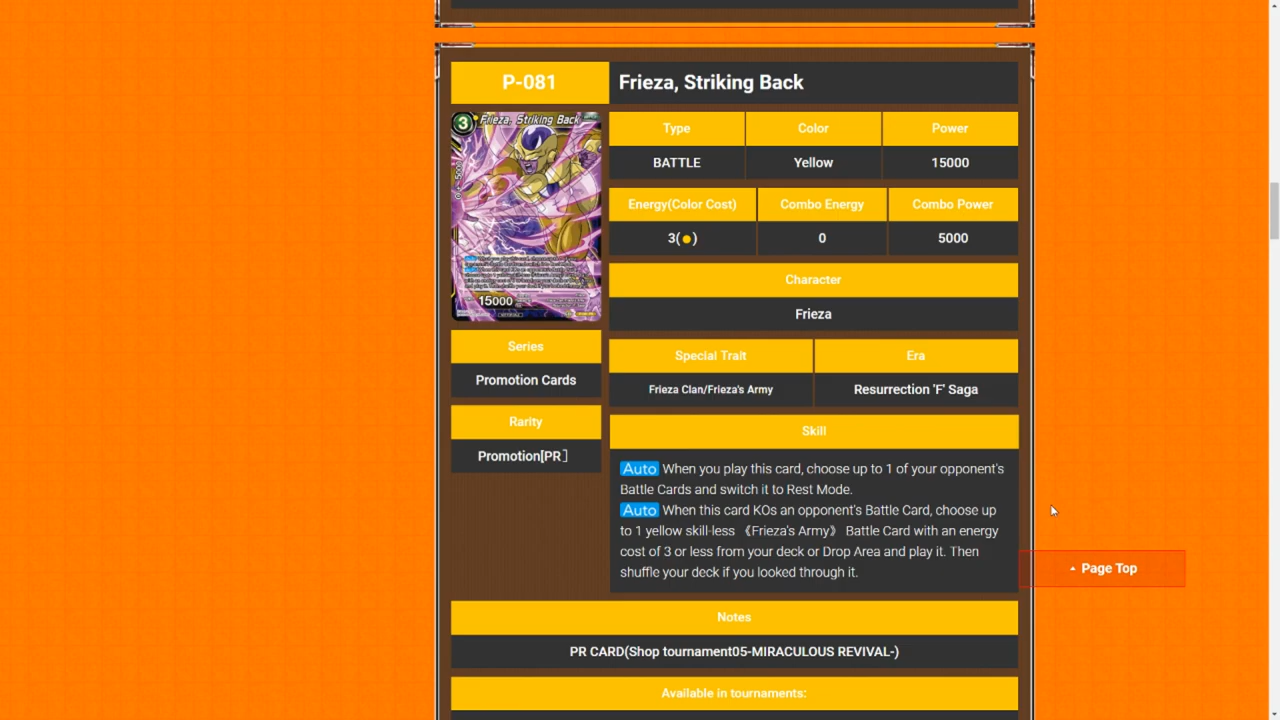 P-081
Frieza, Striking Back
3 Frieza, Striking Back
15000
Type Color Power
BATTLE Yellow 15000
Energy(Color Cost) Combo Energy Combo Power
3(●) 0 5000
Character
Frieza
Series
Promotion Cards
Special Trait Era
Frieza Clan/Frieza's Army Resurrection 'F' Saga
Rarity
Promotion[PR］
Skill
Auto When you play this card, choose up to 1 of your opponent's
Battle Cards and switch it to Rest Mode.
Auto When this card KOs an opponent's Battle Card, choose up
to 1 yellow skill-less 《Frieza's Army》 Battle Card with an energy
cost of 3 or less from your deck or Drop Area and play it. Then
shuffle your deck if you looked through it.
Page Top
Notes
PR CARD(Shop tournament05-MIRACULOUS REVIVAL-)
Available in tournaments: